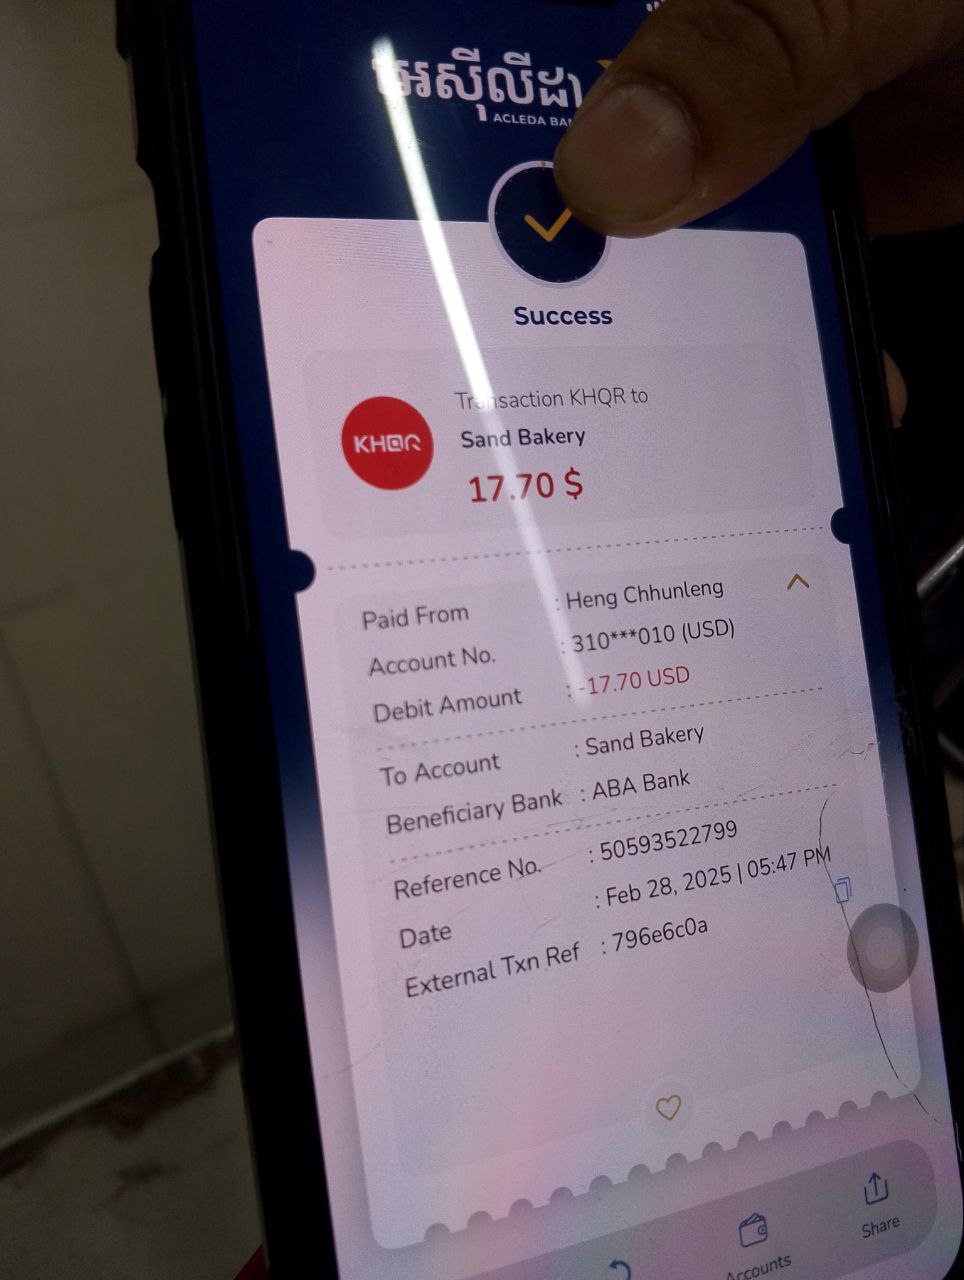 អេស៊ីលីដា
ACLEDA
Success
Transaction KHQR to
KHQR
Sand Bakery
17.70 $
Paid From : Heng Chhunleng
Account No. : 310***010 (USD)
Debit Amount : -17.70 USD
To Account : Sand Bakery
Beneficiary Bank : ABA Bank
Reference No. : 50593522799
Date : Feb 28, 2025 | 05:47 PM
External Txn Ref : 796e6c0a
Accounts
Share